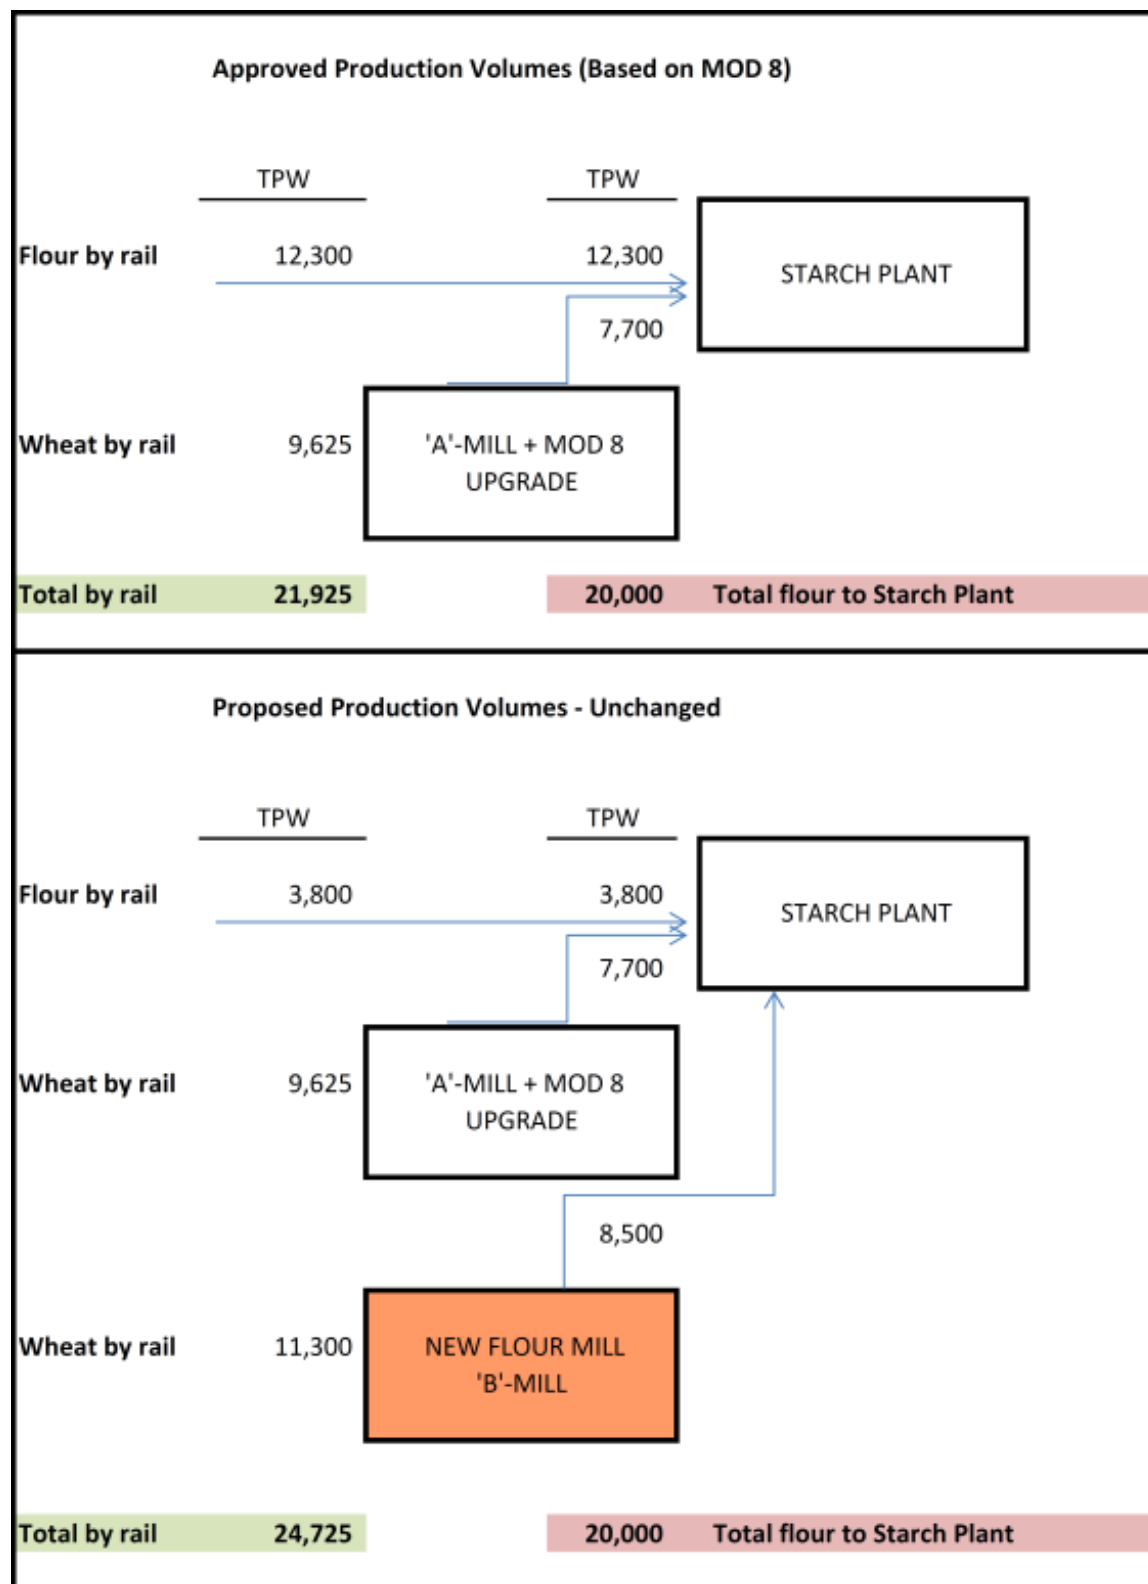 Approved Production Volumes (Based on MOD 8)
TPW TPW
Flour by rail 12,300 12,300 STARCH PLANT
7,700
Wheat by rail 9,625 'A'-MILL + MOD 8
UPGRADE
Total by rail 21,925 20,000 Total flour to Starch Plant
Proposed Production Volumes - Unchanged
TPW TPW
Flour by rail 3,800 3,800 STARCH PLANT
7,700
Wheat by rail 9,625 'A'-MILL + MOD 8
UPGRADE
8,500
Wheat by rail 11,300 NEW FLOUR MILL
'B'-MILL
Total by rail 24,725 20,000 Total flour to Starch Plant